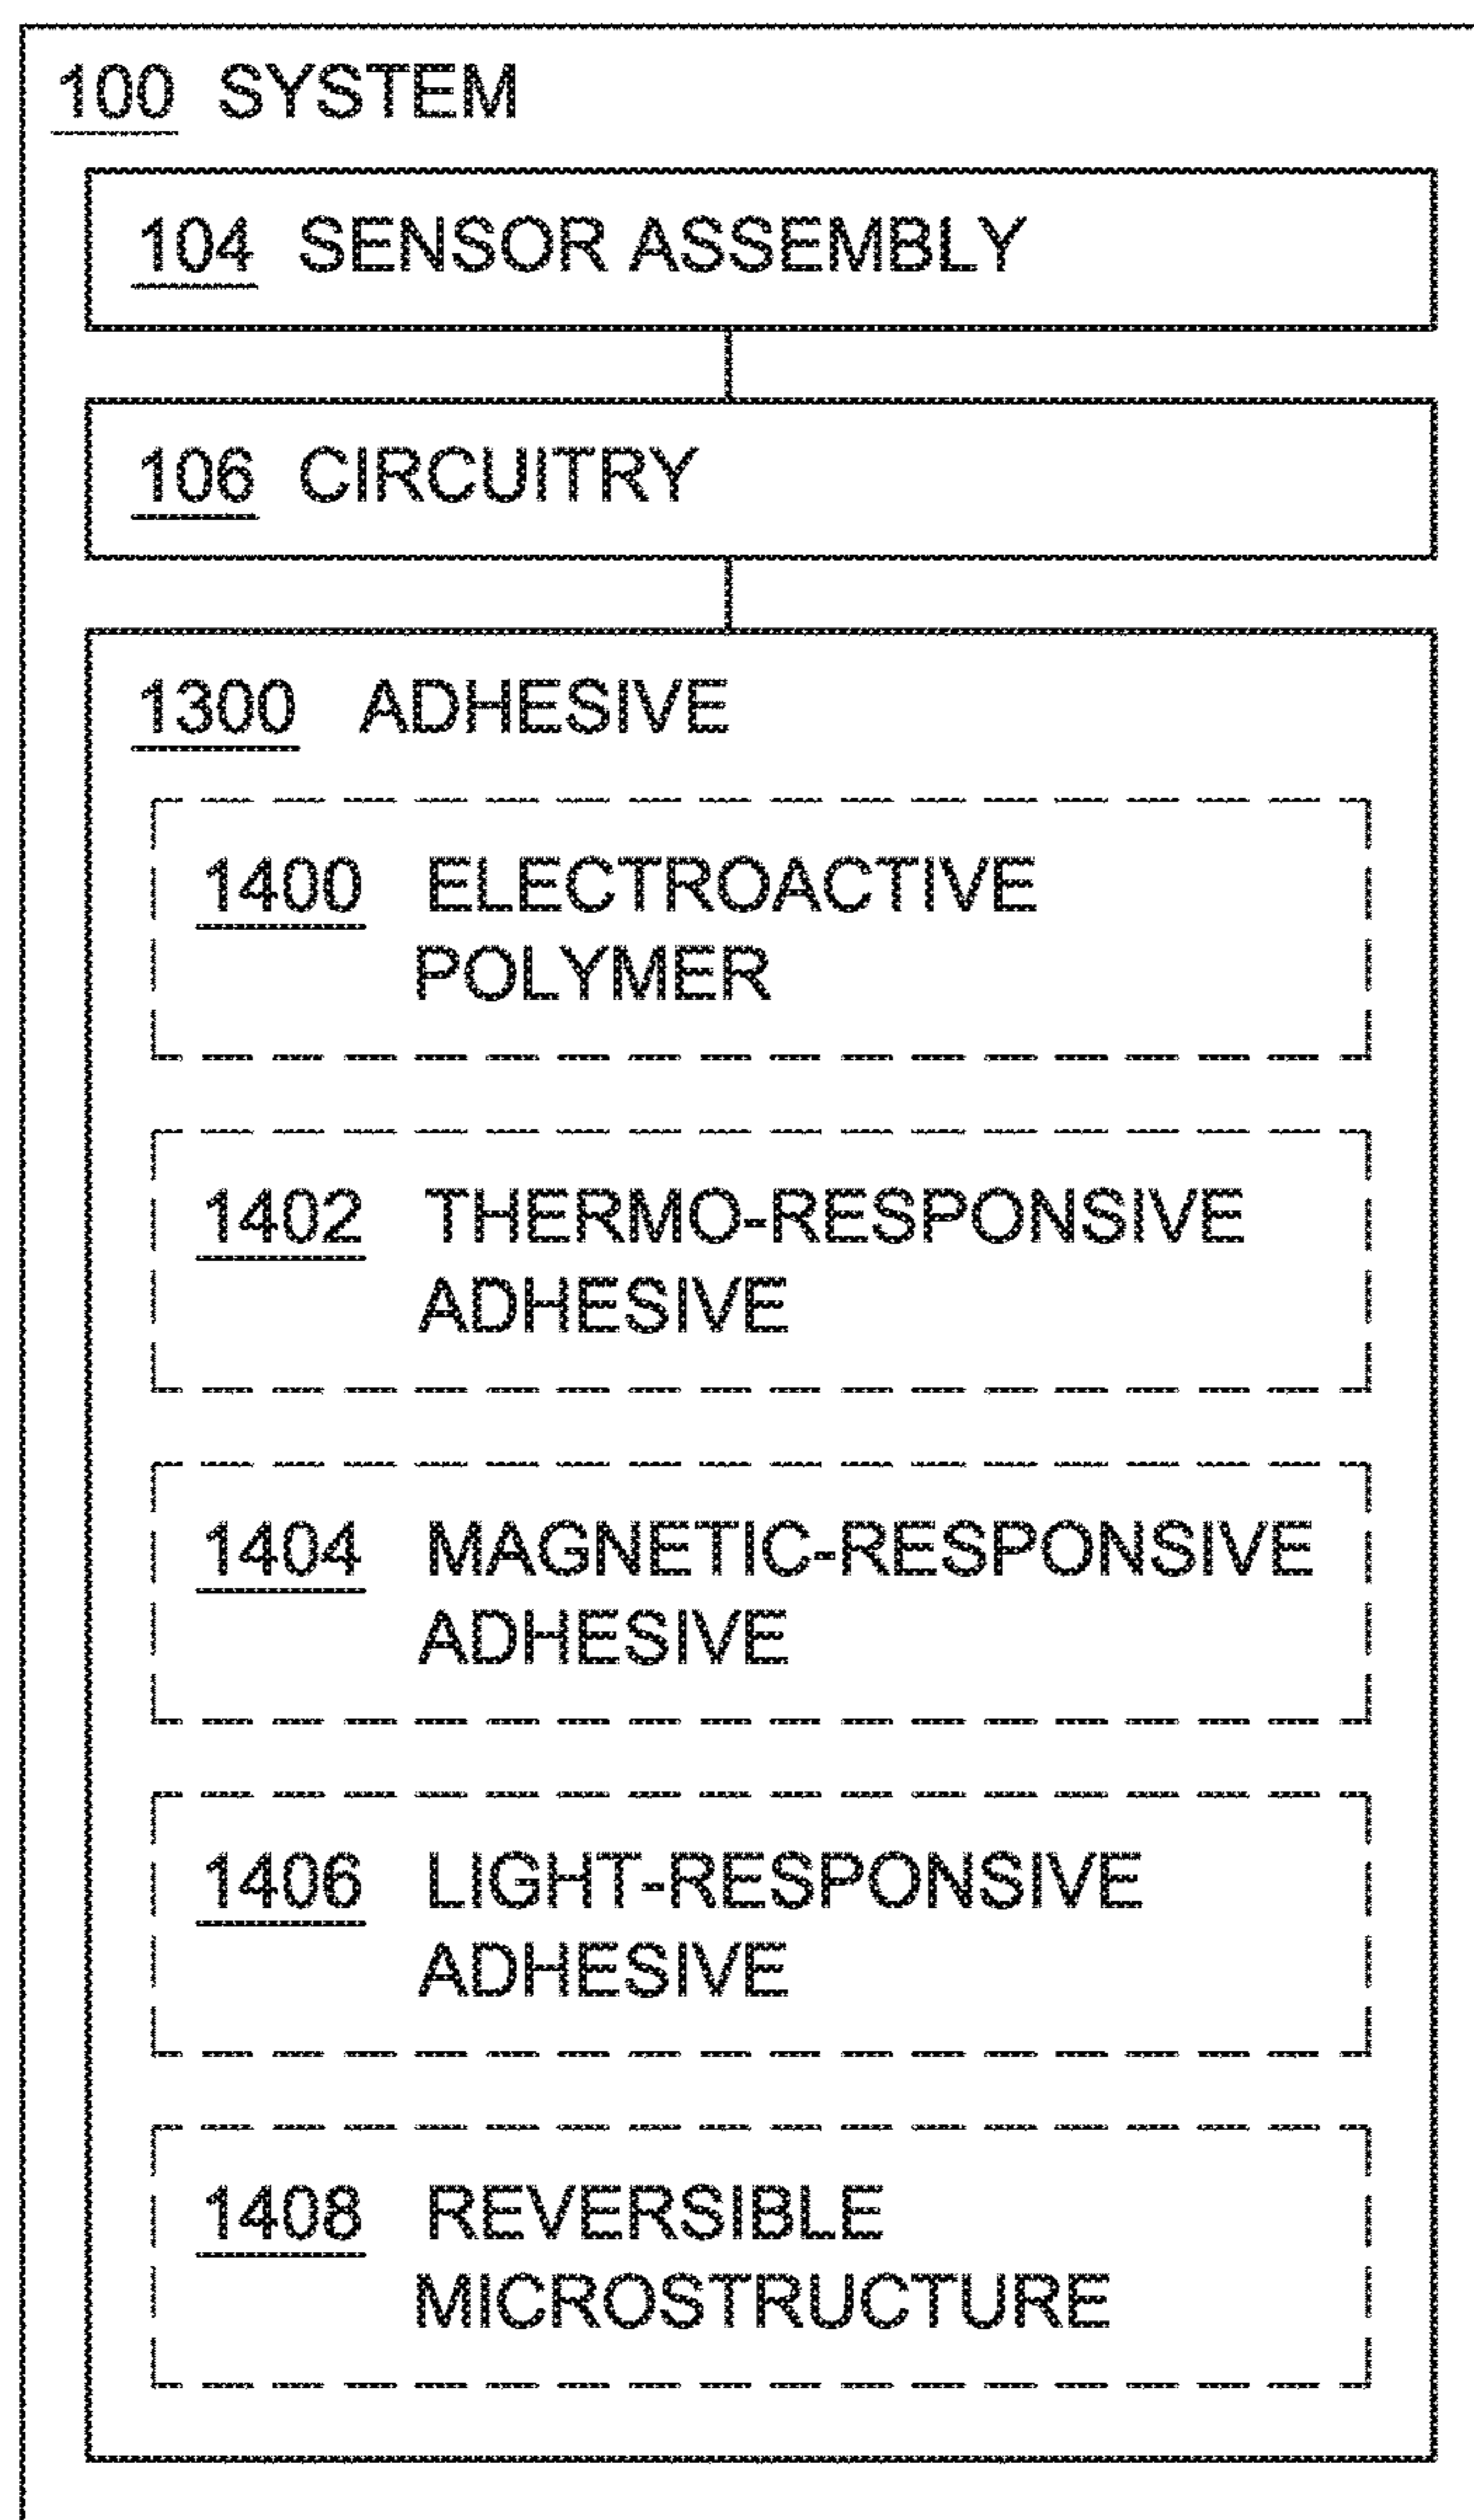 100 SYSTEM
104 SENSOR ASSEMBLY
106 CIRCUITRY
1300 ADHESIVE
1400 ELECTROACTIVE
POLYMER
1402 THERMO-RESPONSIVE
ADHESIVE
1404 MAGNETIC-RESPONSIVE
ADHESIVE
1406 LIGHT-RESPONSIVE
ADHESIVE
1408 REVERSIBLE
MICROSTRUCTURE